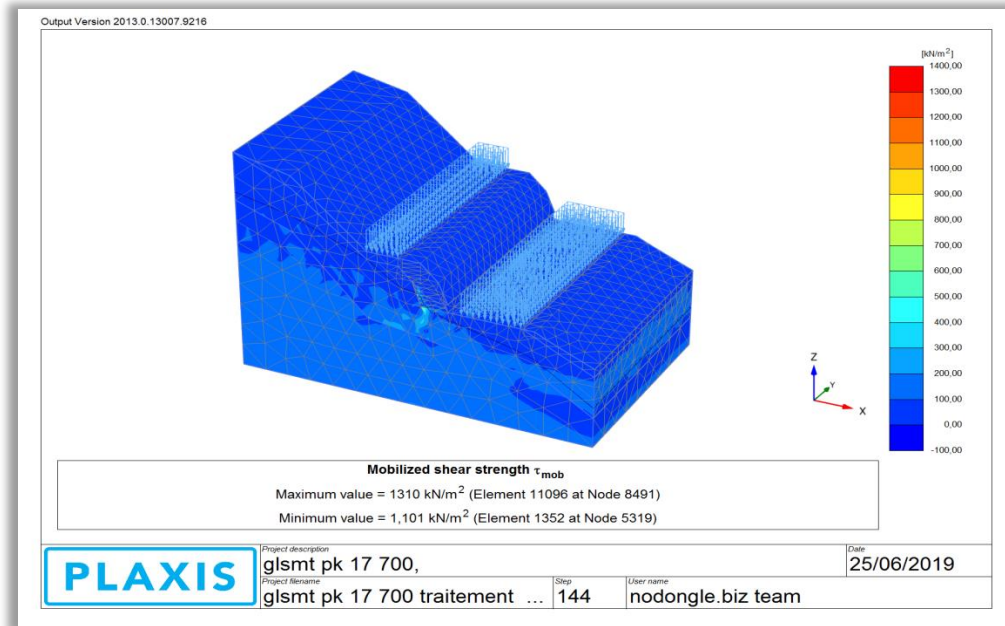 Output Version 2013.0.13007.9216
[kN/m²]
1400,00
1300,00
1200,00
1100,00
1000,00
900,00
800,00
700,00
600,00
500,00
400,00
300,00
200,00
100,00
0,00
-100,00
Z
Y
X
Mobilized shear strength τmob
Maximum value = 1310 kN/m² (Element 11096 at Node 8491)
Minimum value = 1,101 kN/m² (Element 1352 at Node 5319)
PLAXIS
Project description
glsmt pk 17 700,
Date
25/06/2019
Project filename
glsmt pk 17 700 traitement ...
Step
144
User name
nodongle.biz team